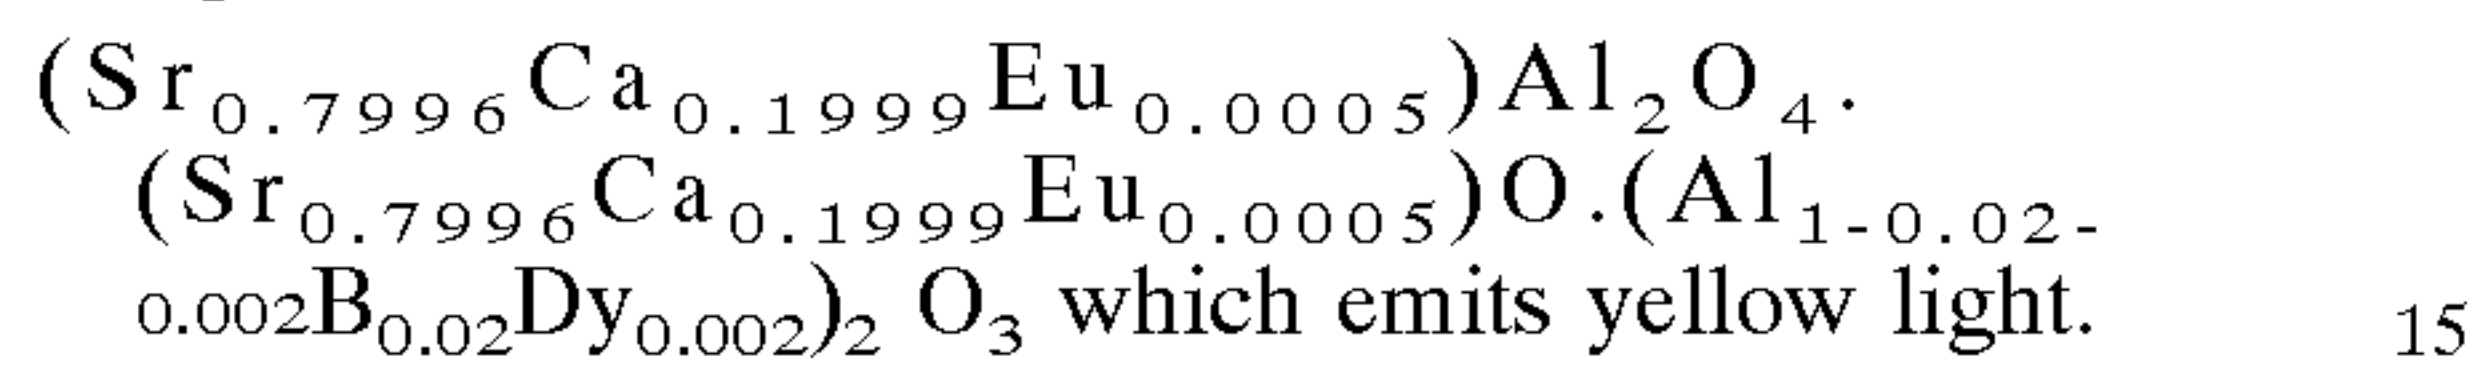 (Sr0.7996Ca0.1999Eu0.0005)Al2O4.
(Sr0.7996Ca0.1999Eu0.0005)O.(Al1-0.02-
0.002B0.02Dy0.002)2 O3 which emits yellow light. 15